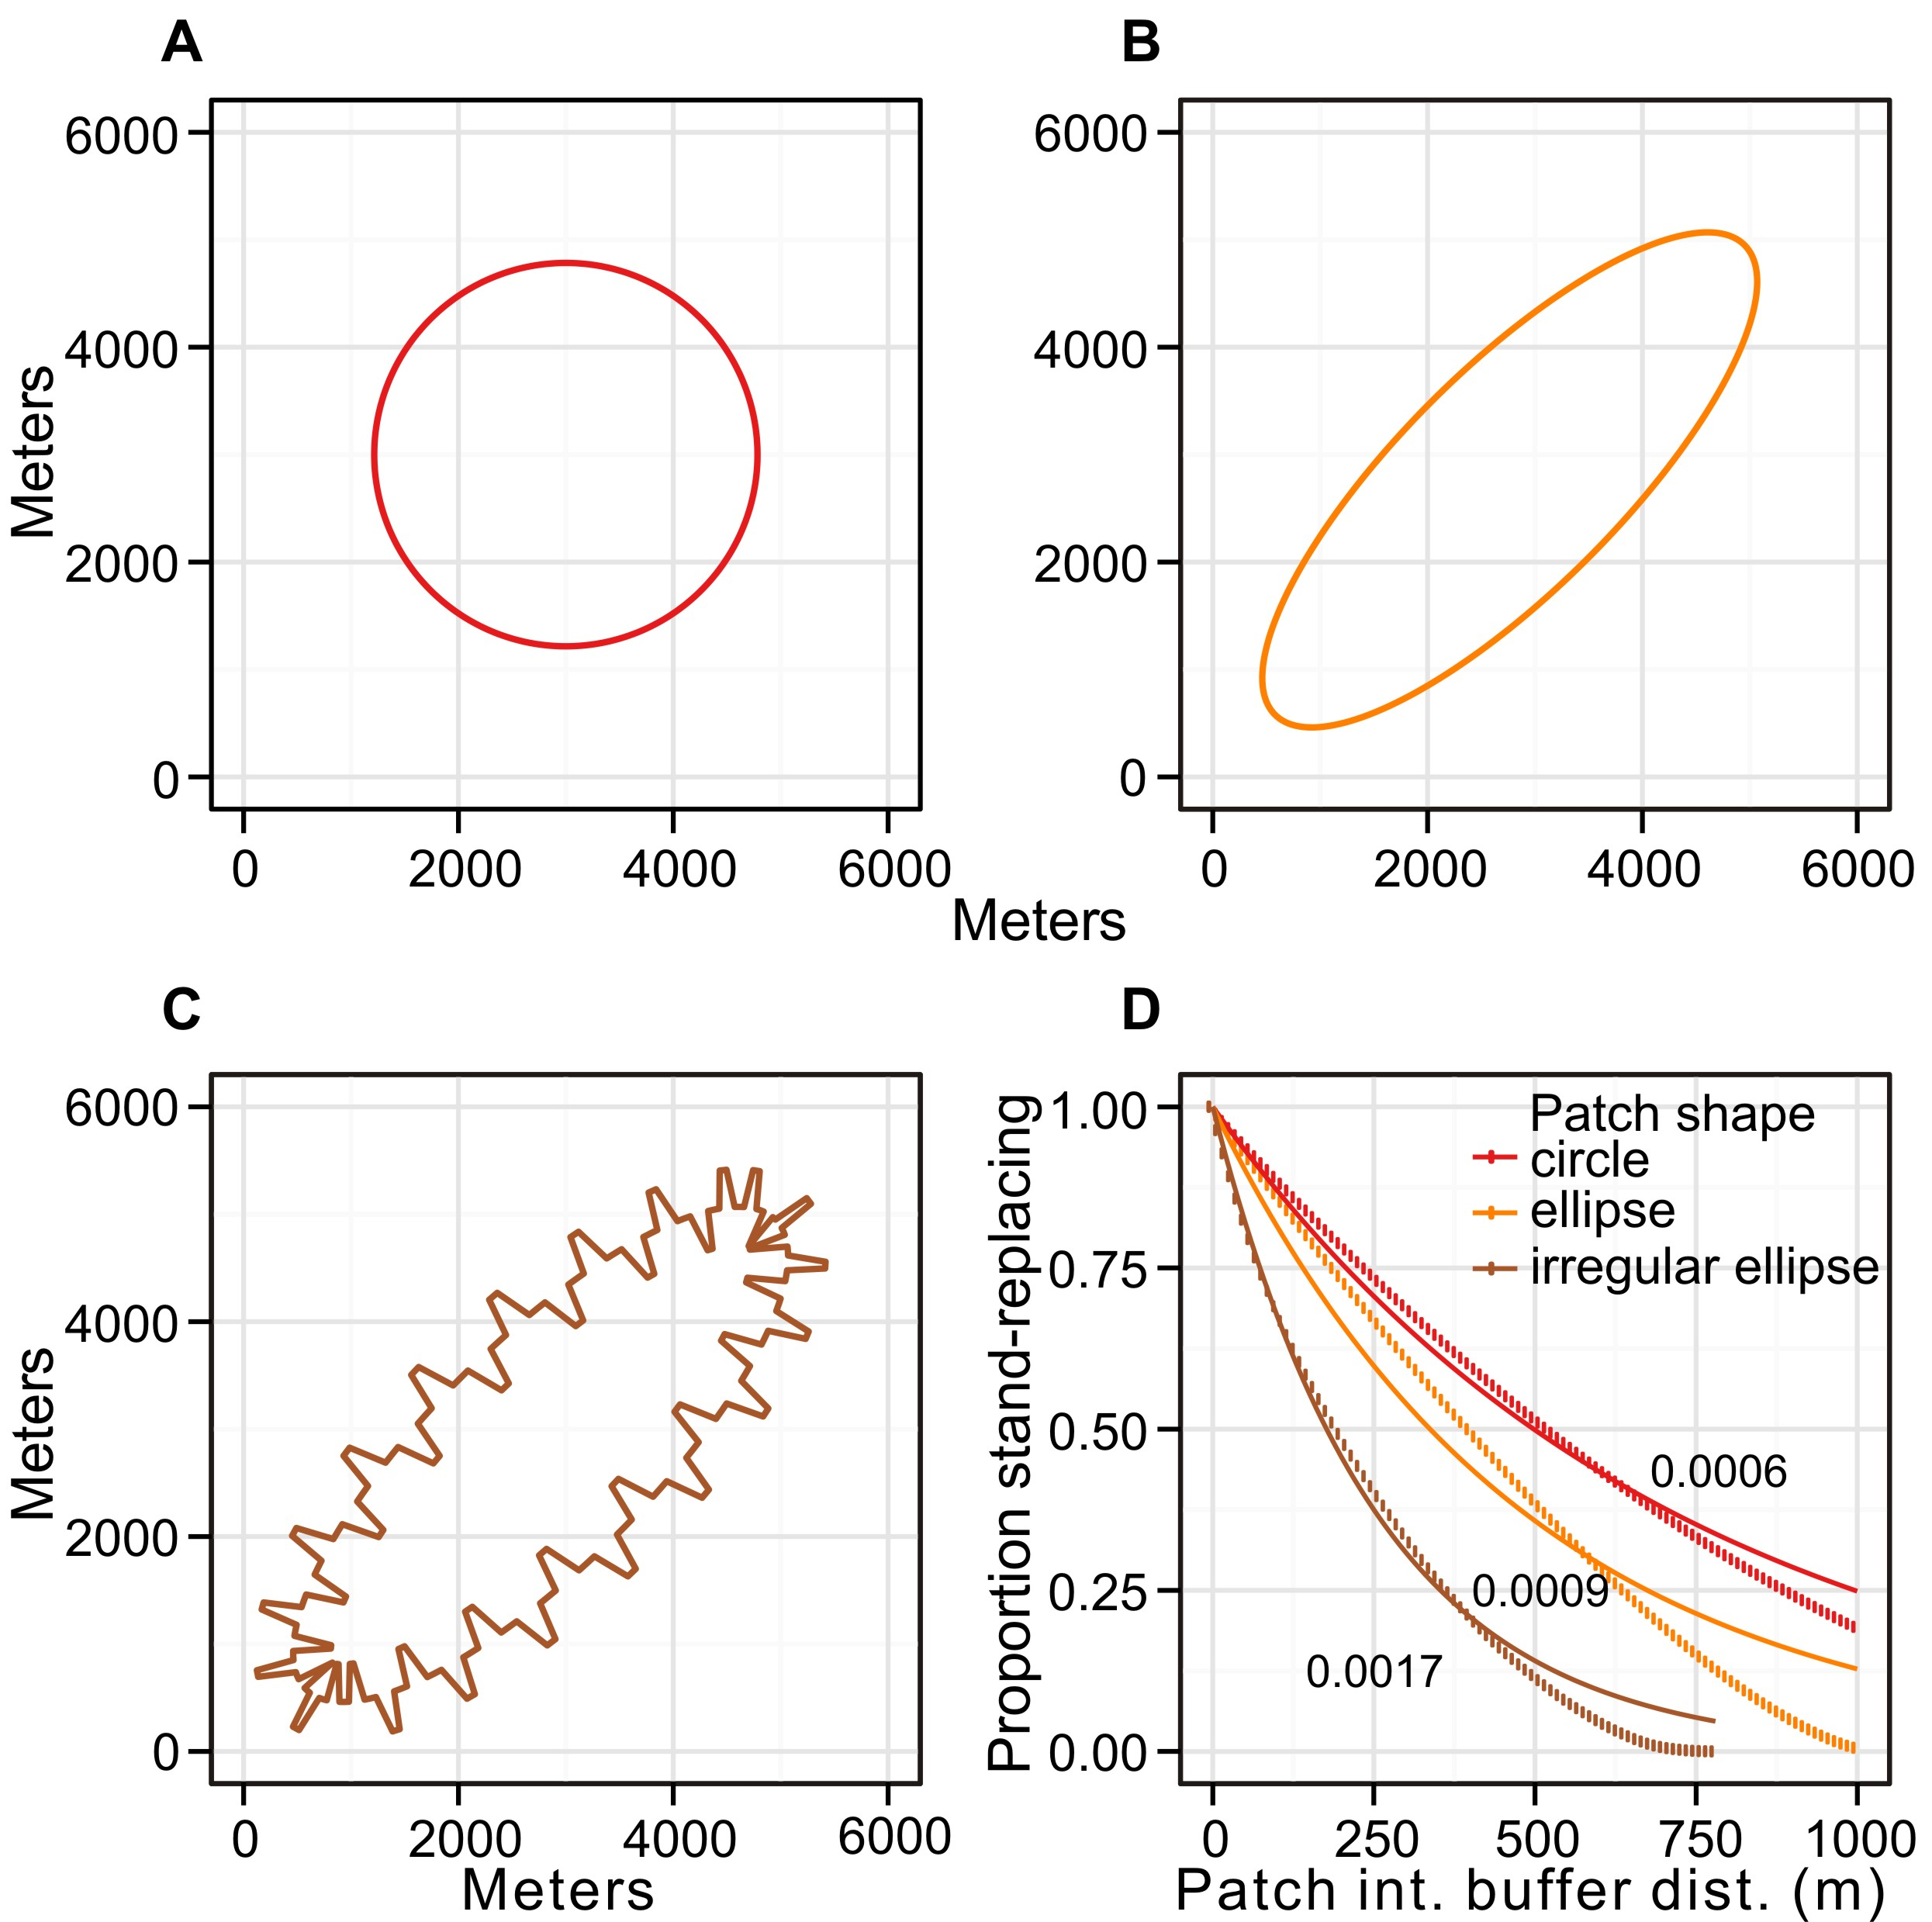 A
B
6000
4000
2000
0
Meters
0 2000 4000 6000
6000
4000
2000
0
0 2000 4000 6000
Meters
C
D
6000
4000
2000
0
Meters
0 2000 4000 6000
Meters
Proportion stand-replacing
1.00
0.75
0.50
0.25
0.00
Patch shape
circle
ellipse
irregular ellipse
0.0006
0.0009
0.0017
0 250 500 750 1000
Patch int. buffer dist. (m)